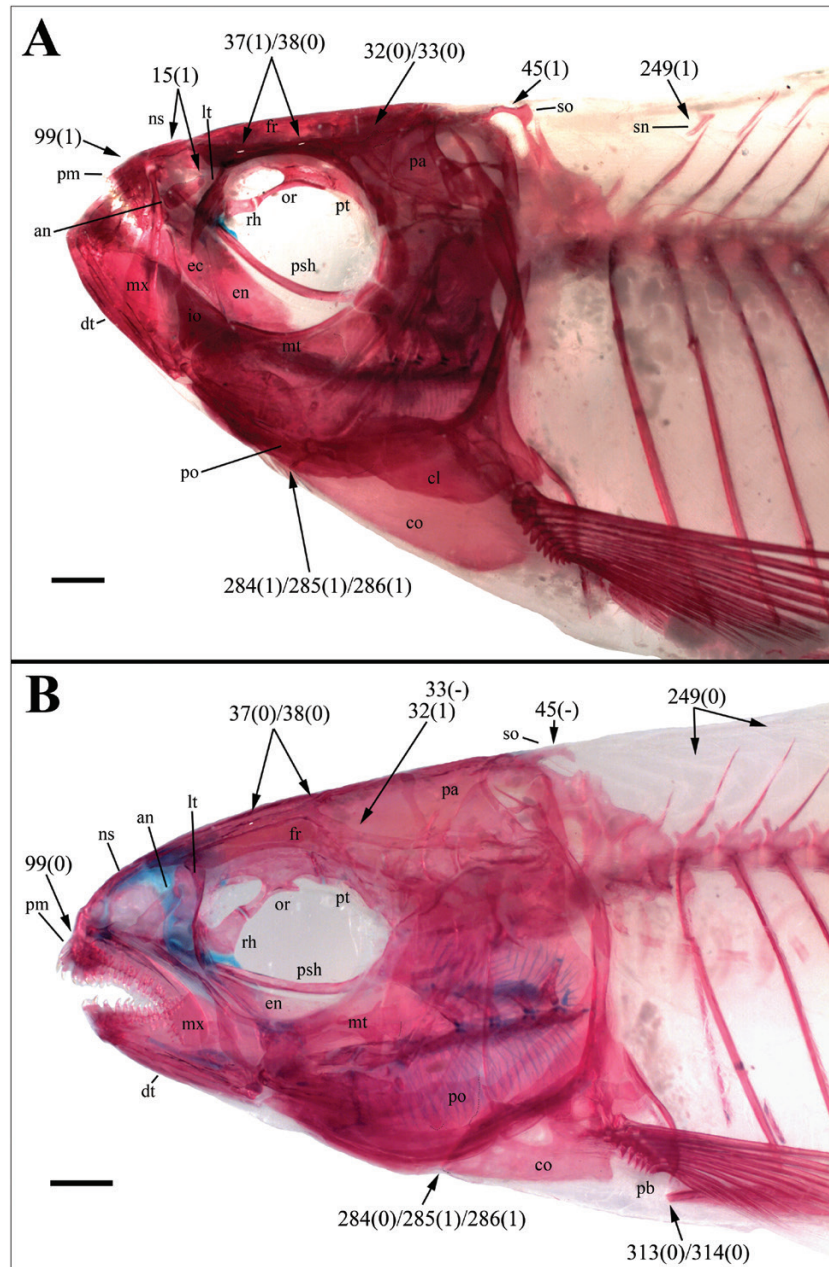 A
37(1)/38(0)
32(0)/33(0)
45(1)
249(1)
15(1)
so
99(1)
ns
lt
fr
sn
pm
pa
an
or
pt
rh
ec
psh
mx
en
io
dt
mt
po
cl
co
284(1)/285(1)/286(1)
B
33(-)
37(0)/38(0)
32(1)
so
45(-)
249(0)
pa
an
lt
ns
fr
99(0)
pm
or
pt
rh
psh
en
mx
mt
dt
po
co
pb
284(0)/285(1)/286(1)
313(0)/314(0)